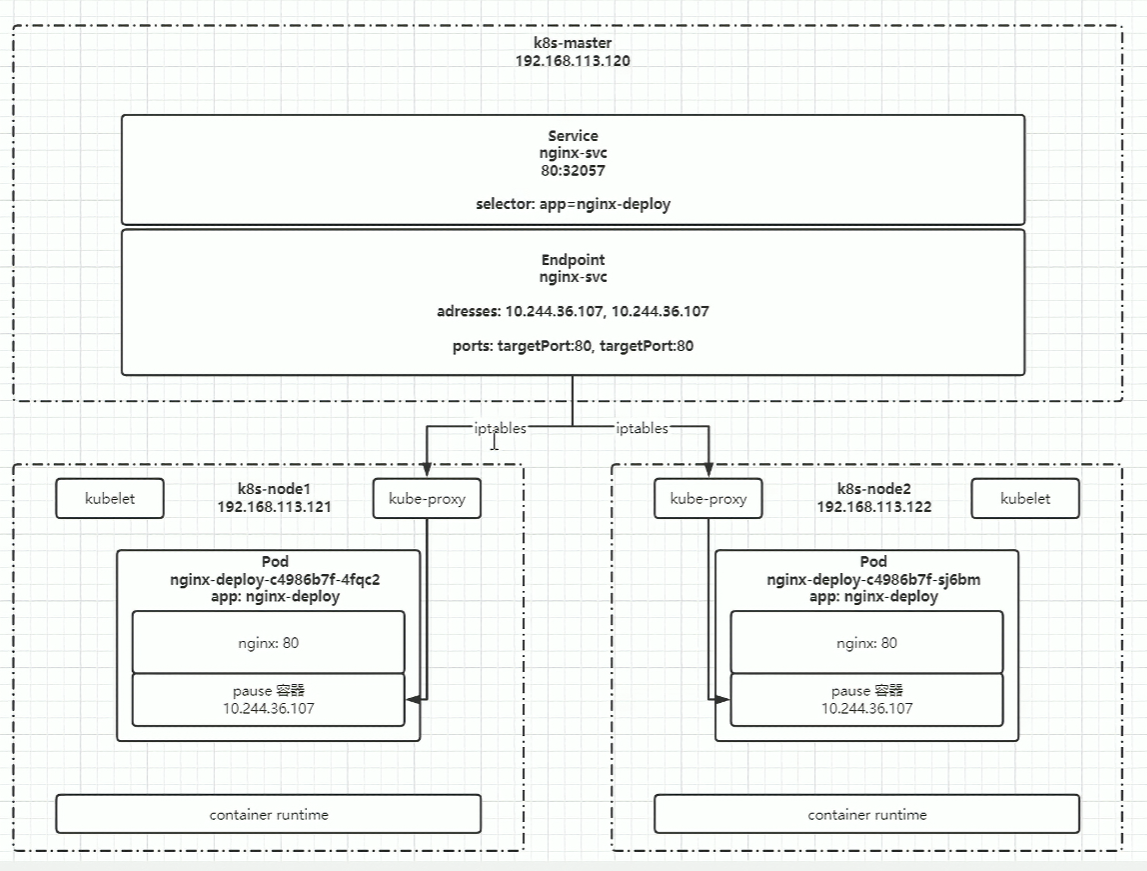 k8s-master
192.168.113.120
Service
nginx-svc
80:32057
selector: app=nginx-deploy
Endpoint
nginx-svc
adresses: 10.244.36.107, 10.244.36.107
ports: targetPort:80, targetPort:80
iptables
iptables
kubelet
k8s-node1
192.168.113.121
kube-proxy
Pod
nginx-deploy-c4986b7f-4fqc2
app: nginx-deploy
nginx: 80
pause 容器
10.244.36.107
container runtime
kube-proxy
k8s-node2
192.168.113.122
kubelet
Pod
nginx-deploy-c4986b7f-sj6bm
app: nginx-deploy
nginx: 80
pause 容器
10.244.36.107
container runtime